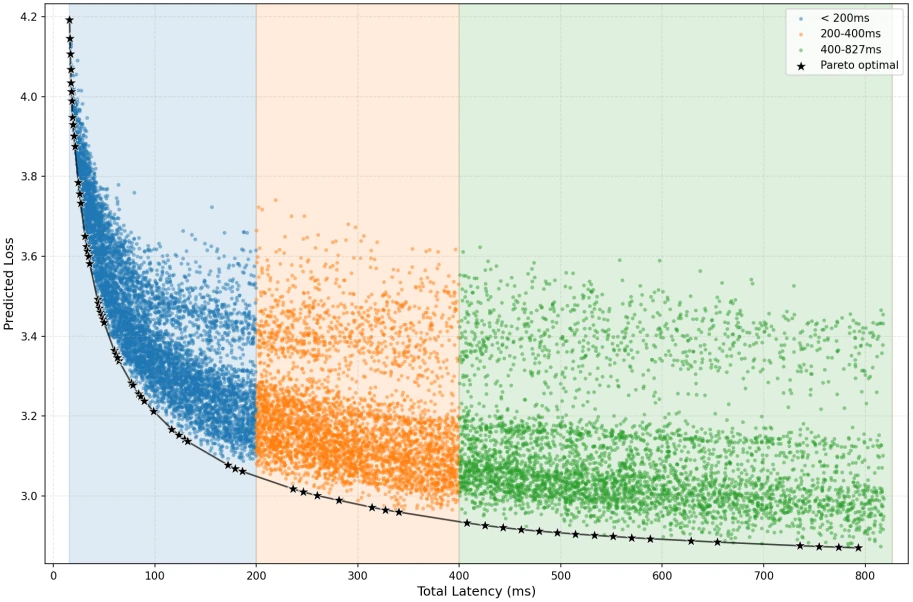 4.2
4.0
3.8
3.6
3.4
3.2
3.0
Predicted Loss
< 200ms
200-400ms
400-827ms
Pareto optimal
0 100 200 300 400 500 600 700 800
Total Latency (ms)